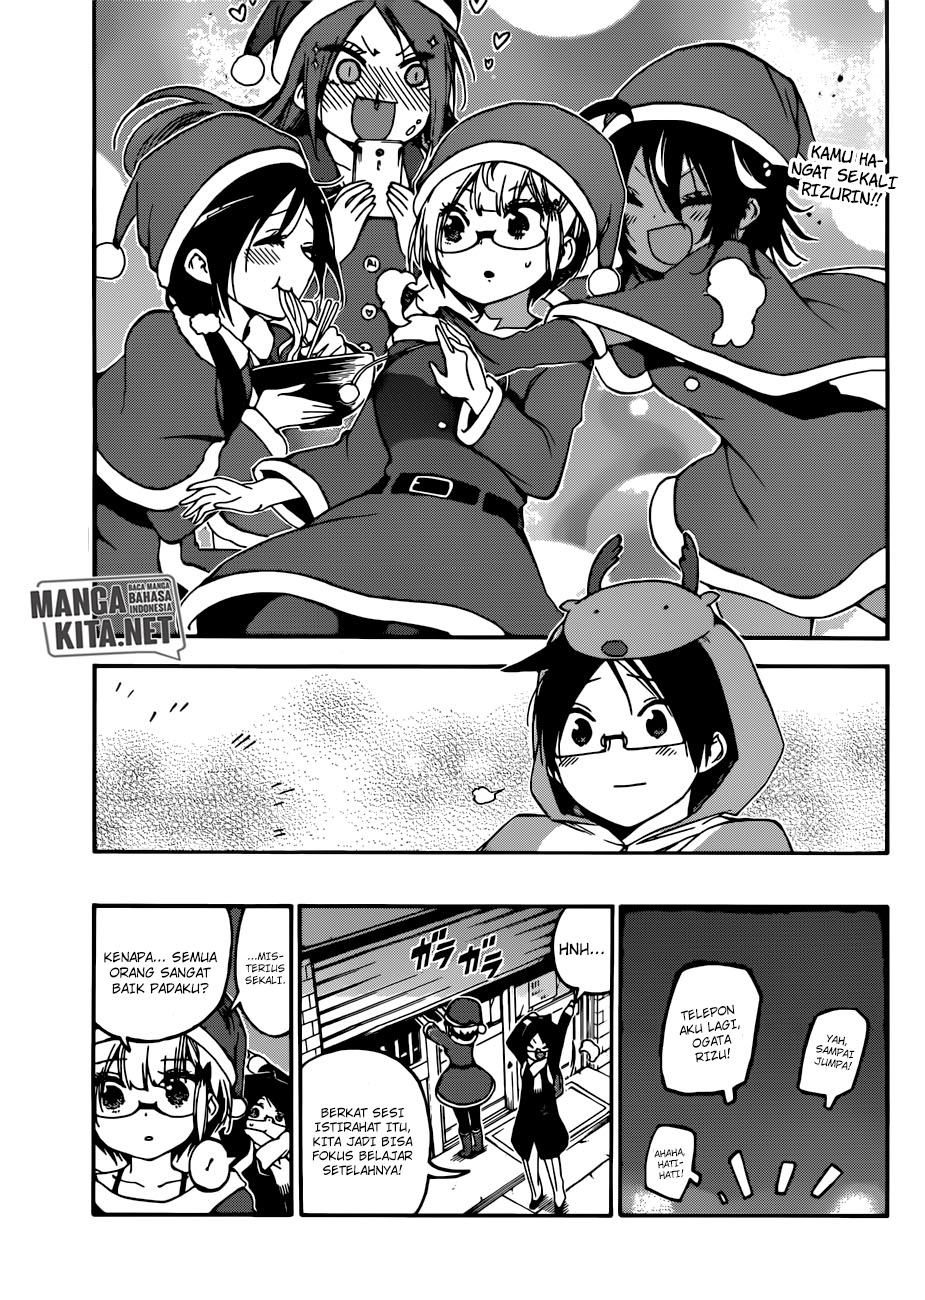 KAMU HA-
NGAT SEKALI
RIZURIN!!
MANGA
KITA.NET
BACA MANGA
BAHASA
INDONESIA
TELEPON
AKU LAGI,
OGATA
RIZU!
YAH,
SAMPAI
JUMPA!
AHAHA,
HATI-
HATI!
HNH...
ガラ
ガラ
BERKAT SESI
ISTIRAHAT ITU,
KITA JADI BISA
FOKUS BELAJAR
SETELAHNYA!
...MIS-
TERIUS
SEKALI.
KENAPA... SEMUA
ORANG SANGAT
BAIK PADAKU?